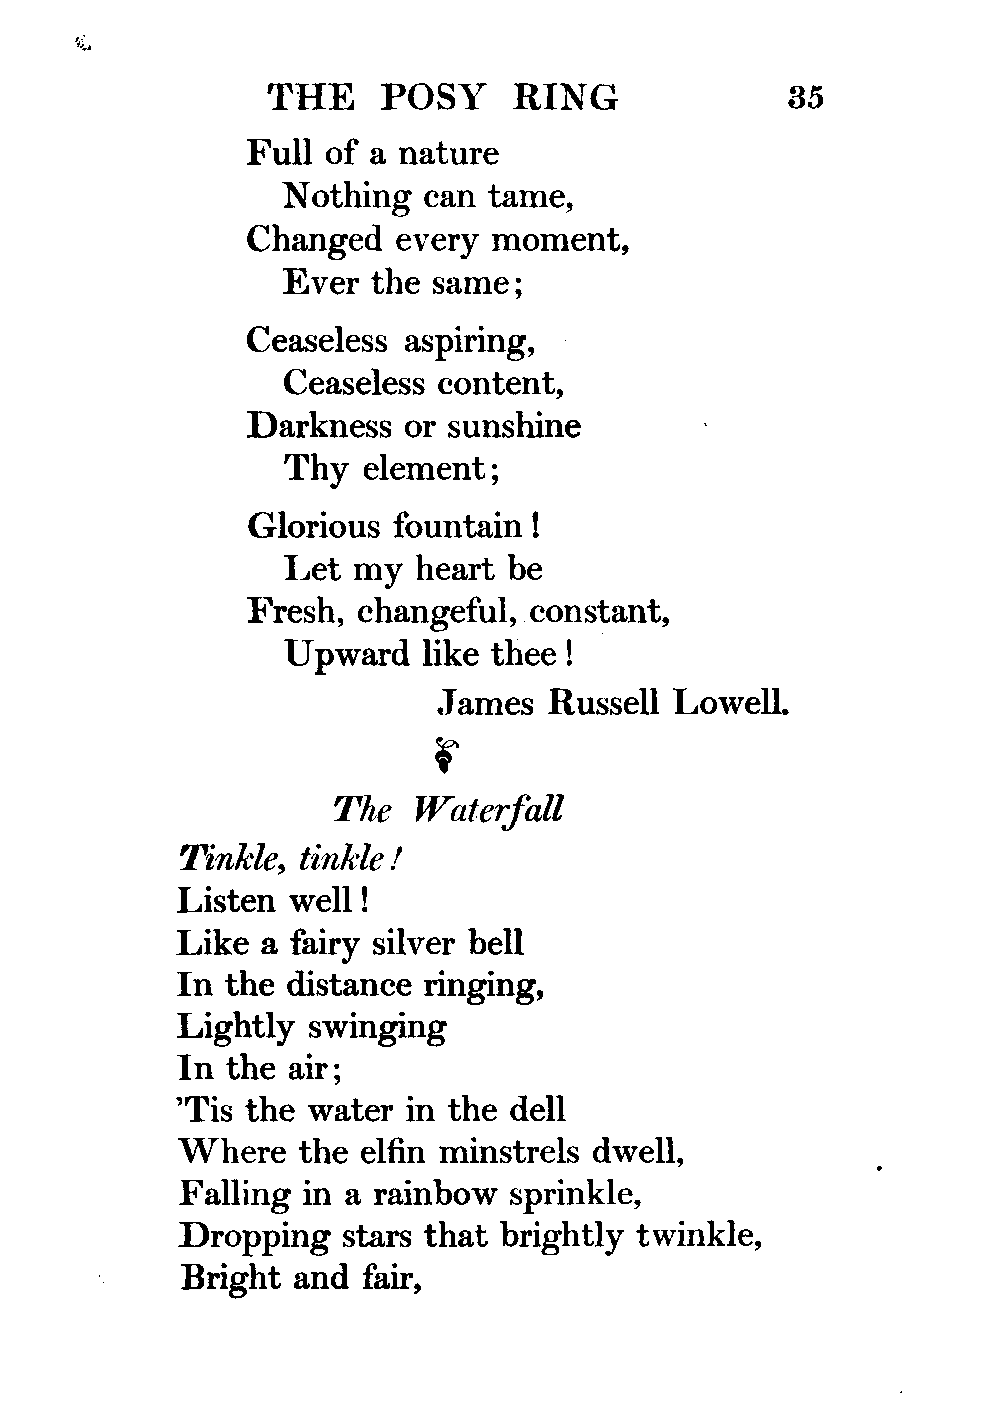 THE POSY RING 35
Full of a nature
Nothing can tame,
Changed every moment,
Ever the same;
Ceaseless aspiring,
Ceaseless content,
Darkness or sunshine
Thy element;
Glorious fountain!
Let my heart be
Fresh, changeful, constant,
Upward like thee!
James Russell Lowell.
The Waterfall
Tinkle, tinkle!
Listen well!
Like a fairy silver bell
In the distance ringing,
Lightly swinging
In the air;
'Tis the water in the dell
Where the elfin minstrels dwell,
Falling in a rainbow sprinkle,
Dropping stars that brightly twinkle,
Bright and fair,